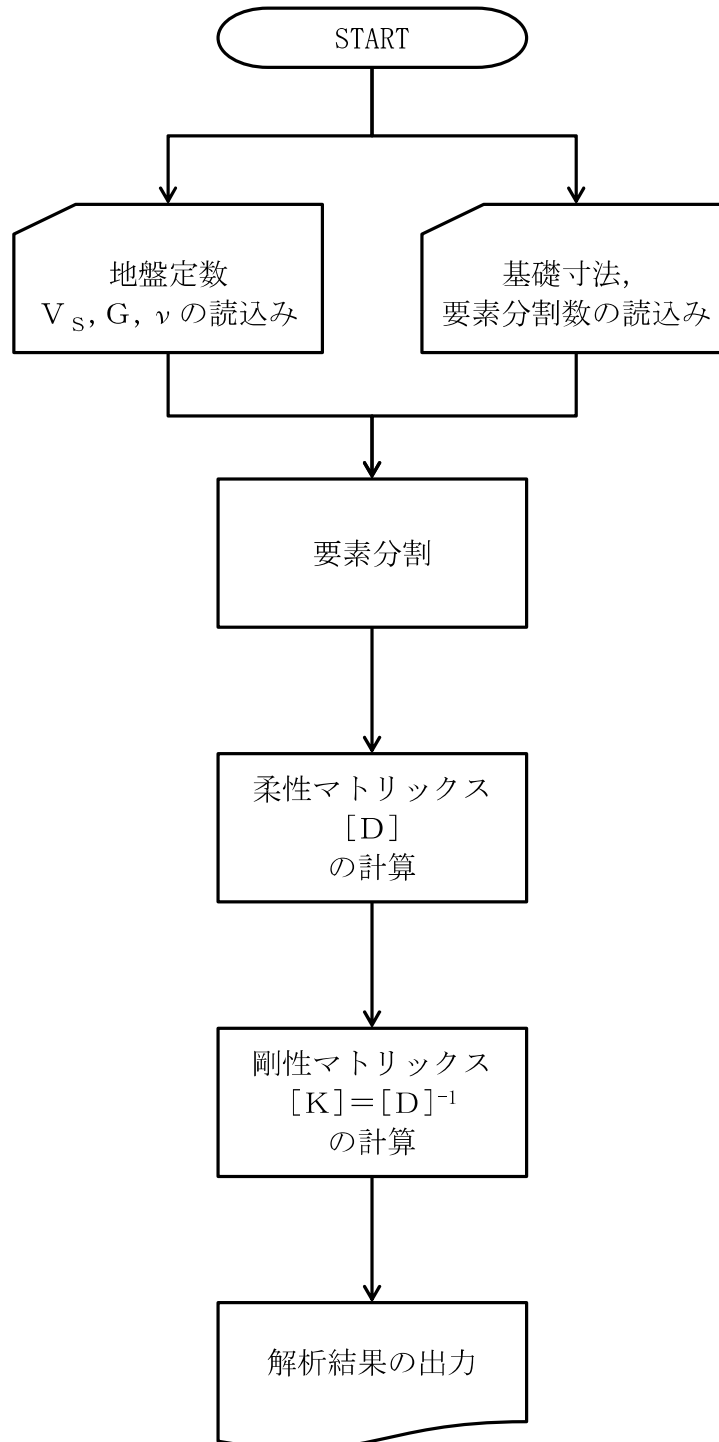 START
地盤定数
V_S, G, ν の読込み
基礎寸法,
要素分割数の読込み
要素分割
柔性マトリックス
[D]
の計算
剛性マトリックス
[K]＝[D]⁻¹
の計算
解析結果の出力